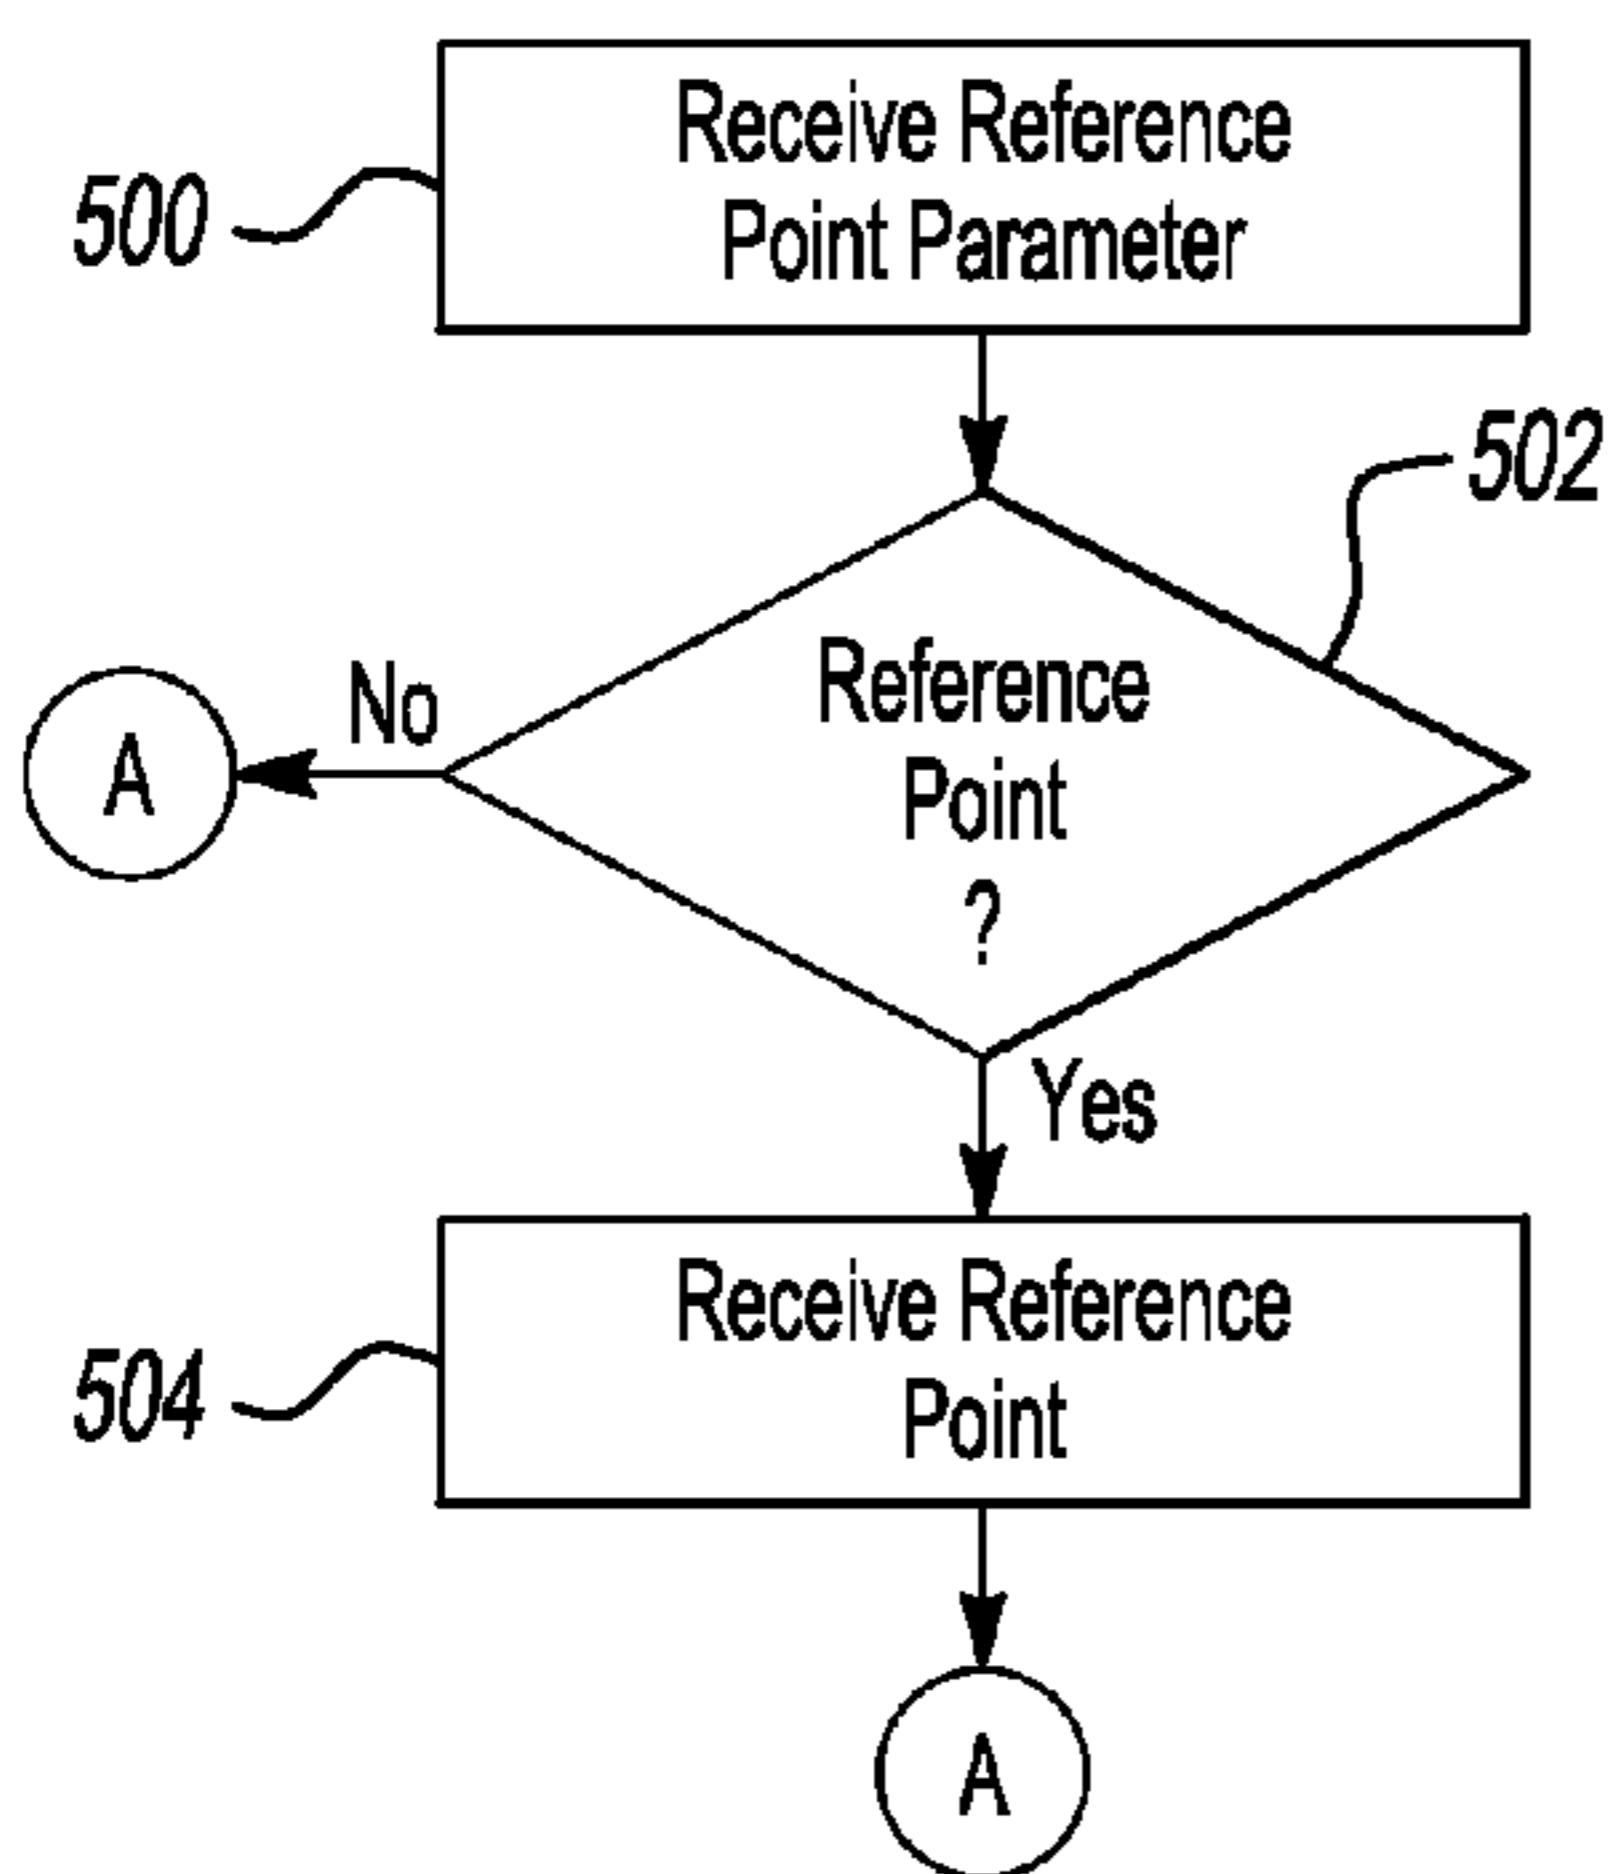 Receive Reference
Point Parameter
500
502
Reference
Point
?
No
A
Yes
Receive Reference
Point
504
A